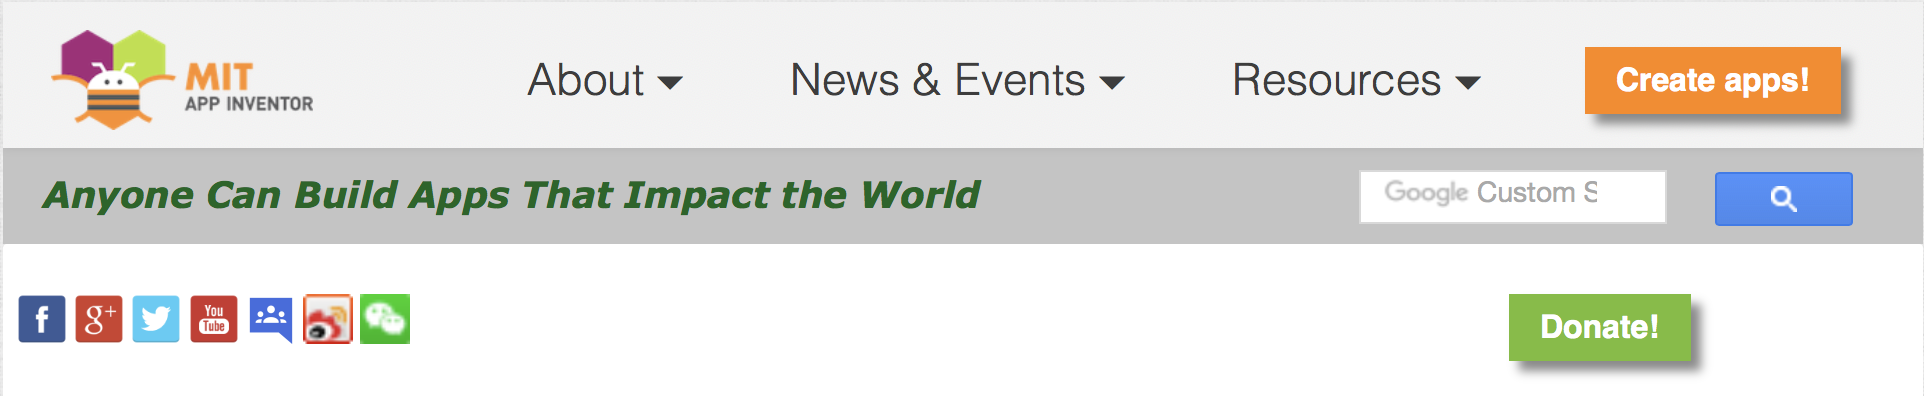 MIT
APP INVENTOR
About
News & Events
Resources
Create apps!
Anyone Can Build Apps That Impact the World
Google Custom S
f
g+
You
Tube
Donate!